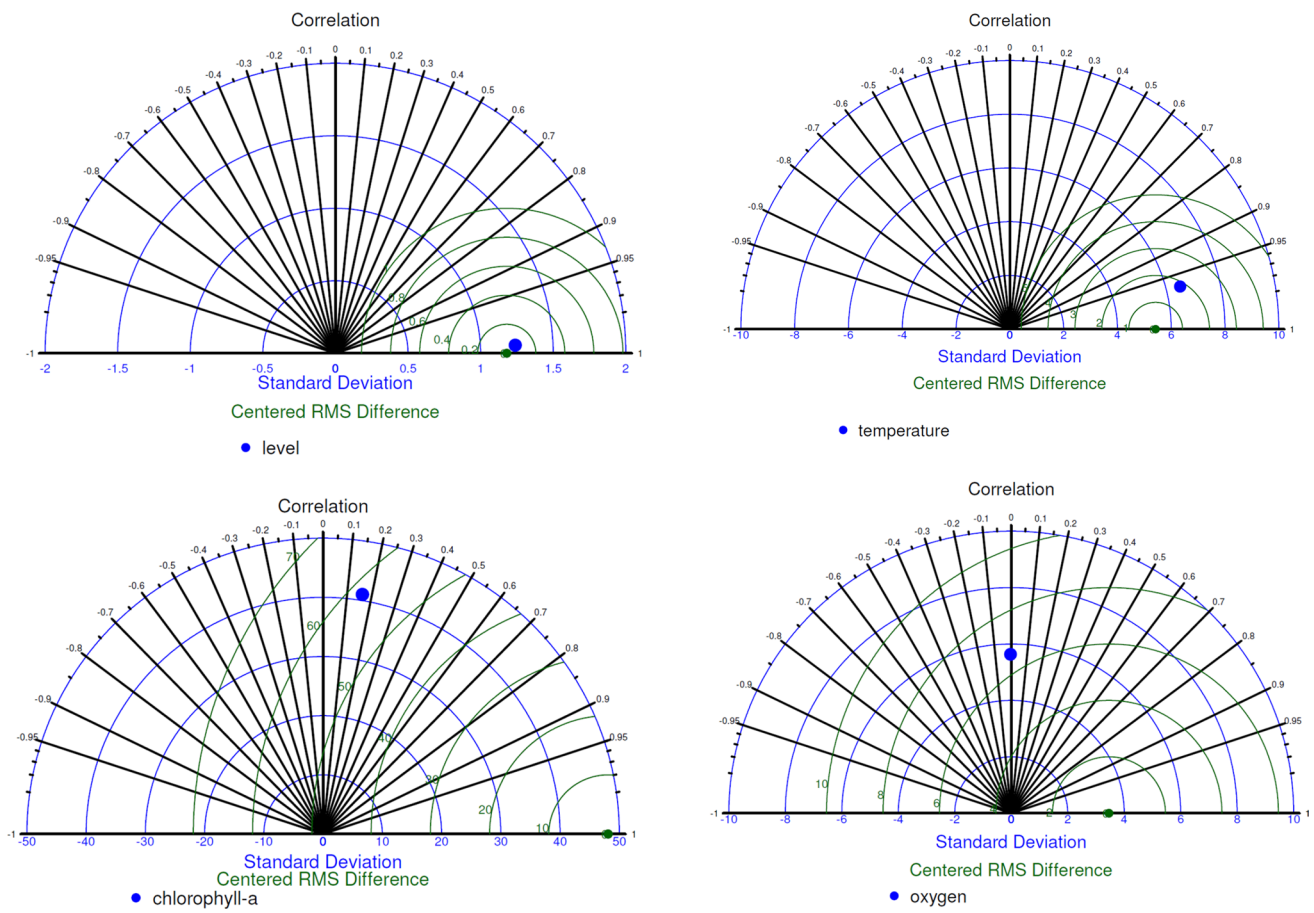 Correlation
-1 -0.95 -0.9 -0.8 -0.7 -0.6 -0.5 -0.4 -0.3 -0.2 -0.1 0 0.1 0.2 0.3 0.4 0.5 0.6 0.7 0.8 0.9 0.95 1
0.8
0.6
0.4
0.2
-2 -1.5 -1 -0.5 0 0.5 1 1.5 2
Standard Deviation
Centered RMS Difference
level
Correlation
-1 -0.95 -0.9 -0.8 -0.7 -0.6 -0.5 -0.4 -0.3 -0.2 -0.1 0 0.1 0.2 0.3 0.4 0.5 0.6 0.7 0.8 0.9 0.95 1
3
2
1
-10 -8 -6 -4 -2 0 2 4 6 8 10
Standard Deviation
Centered RMS Difference
temperature
Correlation
-1 -0.95 -0.9 -0.8 -0.7 -0.6 -0.5 -0.4 -0.3 -0.2 -0.1 0 0.1 0.2 0.3 0.4 0.5 0.6 0.7 0.8 0.9 0.95 1
70
60
50
40
30
20
10
-50 -40 -30 -20 -10 0 10 20 30 40 50
Standard Deviation
Centered RMS Difference
chlorophyll-a
Correlation
-1 -0.95 -0.9 -0.8 -0.7 -0.6 -0.5 -0.4 -0.3 -0.2 -0.1 0 0.1 0.2 0.3 0.4 0.5 0.6 0.7 0.8 0.9 0.95 1
10
8
6
2
-10 -8 -6 -4 -2 0 2 4 6 8 10
Standard Deviation
Centered RMS Difference
oxygen